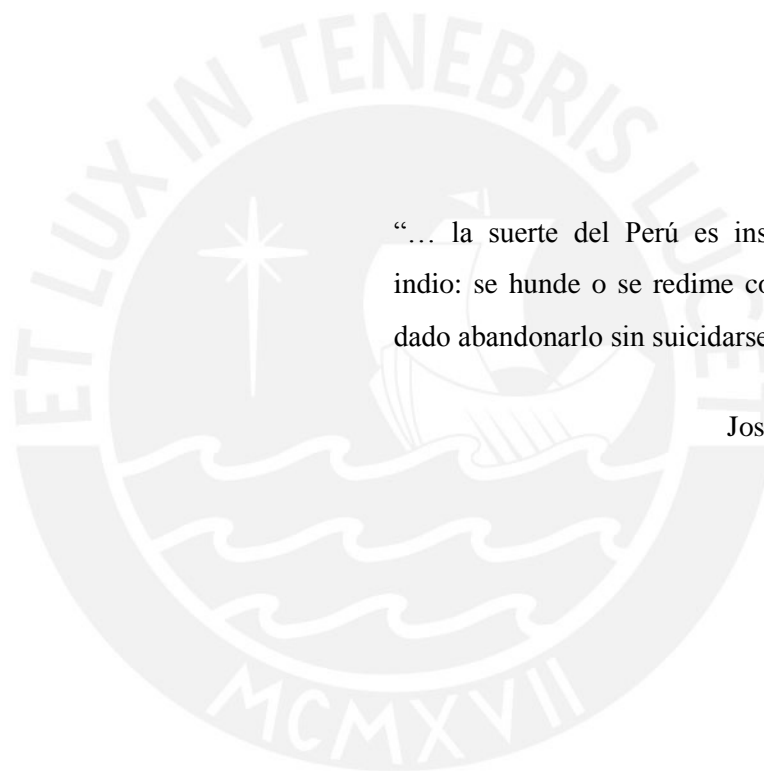 ET LUX IN TENEBRIS LUCET
“… la suerte del Perú es ins
indio: se hunde o se redime co
dado abandonarlo sin suicidarse
Jos
MCMXVII